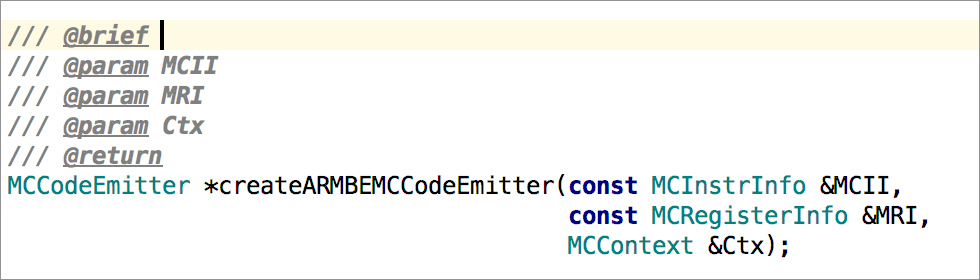 /// @brief
/// @param MCII
/// @param MRI
/// @param Ctx
/// @return
MCCodeEmitter *createARMBEMCCodeEmitter(const MCInstrInfo &MCII,
                                        const MCRegisterInfo &MRI,
                                        MCContext &Ctx);